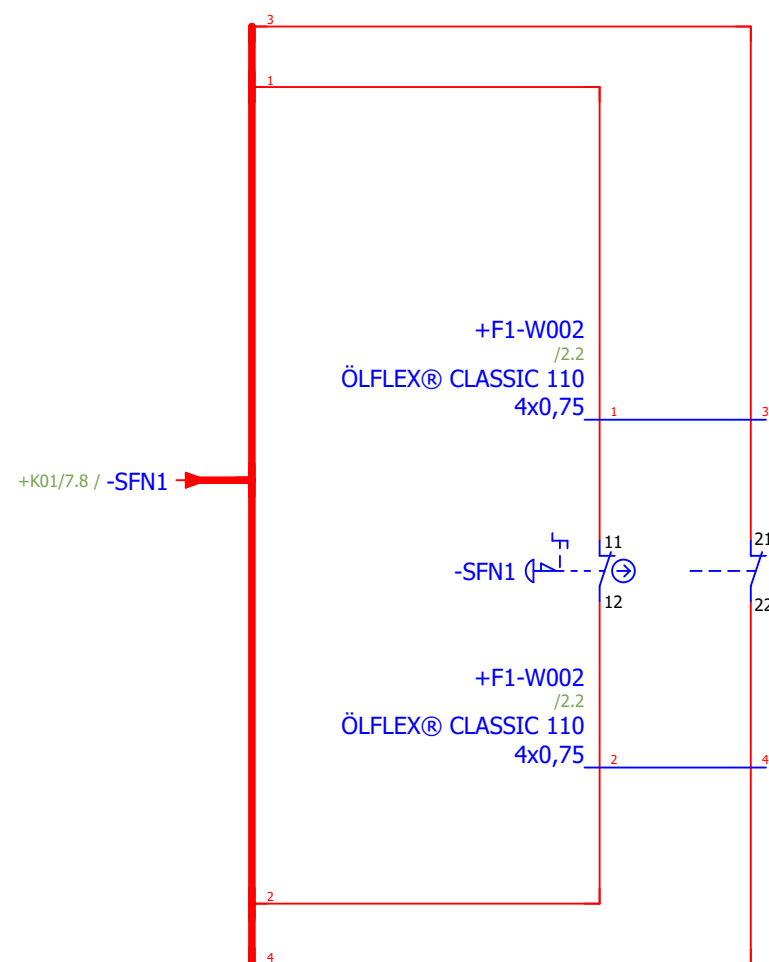 3
1
+F1-W002
/2.2
ÖLFLEX® CLASSIC 110
4x0,75 1 3
+K01/7.8 / -SFN1
11 21
-SFN1
12 22
+F1-W002
/2.2
ÖLFLEX® CLASSIC 110
4x0,75 2 4
2
4